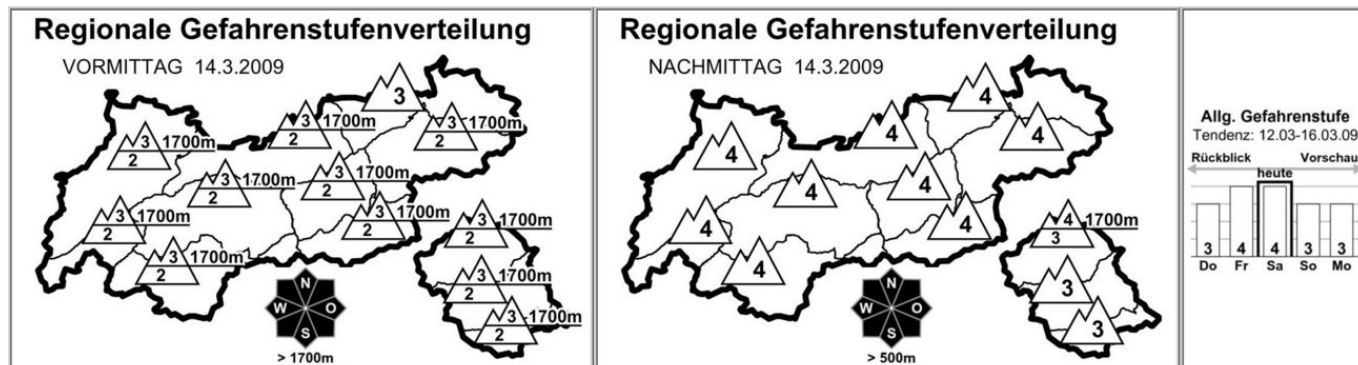 Regionale Gefahrenstufenverteilung
VORMITTAG 14.3.2009
3
3 1700m
2
3 1700m
2
3 1700m
2
3 1700m
2
3 1700m
2
3 1700m
2
3 1700m
2
3 1700m
2
3 1700m
2
3 1700m
2
3 1700m
2
N
W O
S
> 1700m
Regionale Gefahrenstufenverteilung
NACHMITTAG 14.3.2009
4
4
4
4
4
4
4
4
4
4 1700m
3
3
3
N
W O
S
> 500m
Allg. Gefahrenstufe
Tendenz: 12.03-16.03.09
Rückblick Vorschau
heute
3 4 4 3 3
Do Fr Sa So Mo